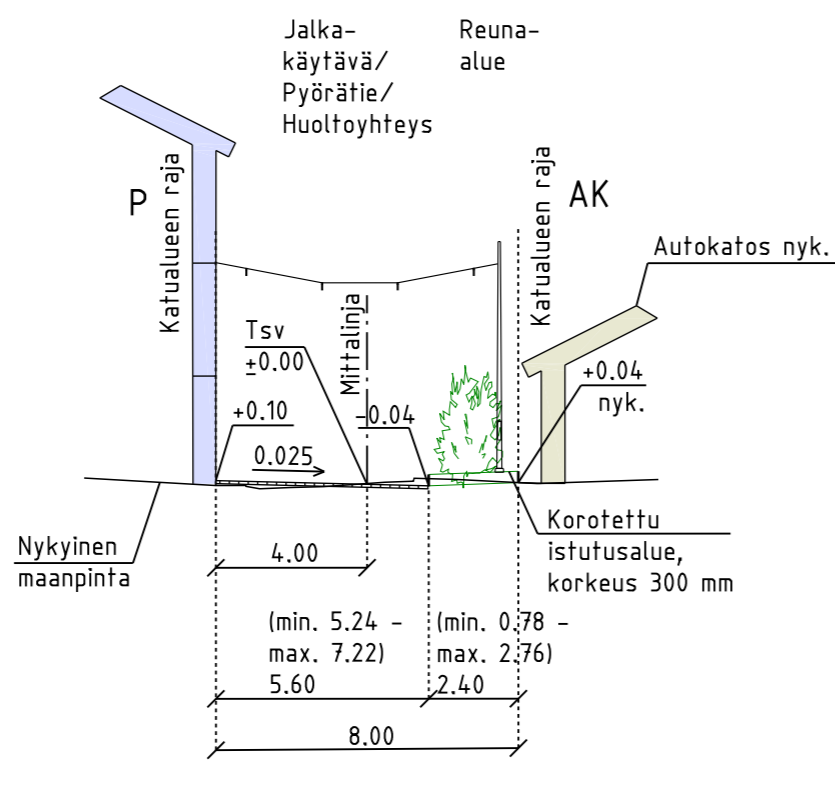 Jalka-
käytävä/
Pyörätie/
Huoltoyhteys
Reuna-
alue
P
Katualueen raja
Katualueen raja
AK
Autokatos nyk.
Mittalinja
Tsv
±0.00
+0.10
-0.04
+0.04
nyk.
0.025
Nykyinen
maanpinta
Korotettu
istutusalue,
korkeus 300 mm
4.00
(min. 5.24 -
max. 7.22)
5.60
(min. 0.78 -
max. 2.76)
2.40
8.00